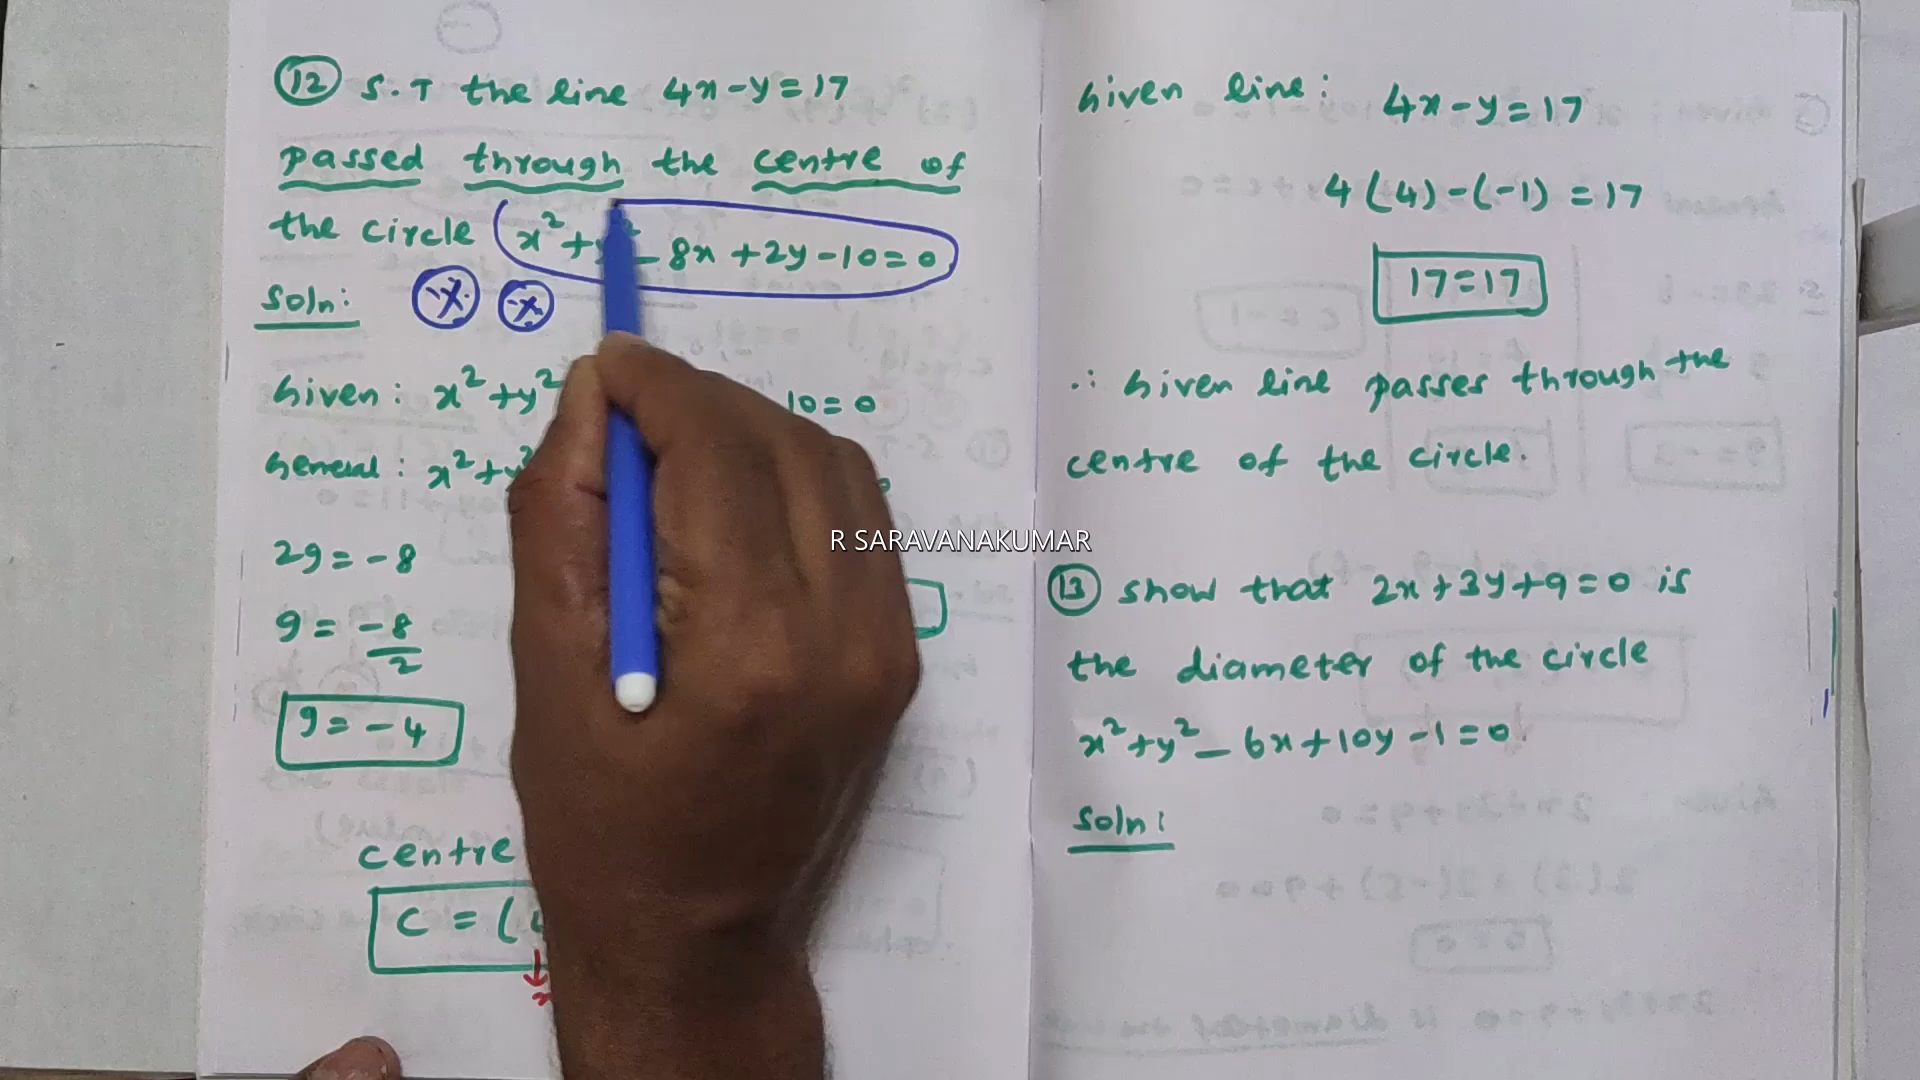 12 S.T the line 4x-y=17
passed through the centre of
the circle x²+y²-8x+2y-10=0
Soln:
Given: x²+y² 10=0
General: x²+y²
2g=-8
g=-8/2
g=-4
centre
C=(
Given line: 4x-y=17
4(4)-(-1)=17
17=17
∴ Given line passes through the
centre of the circle.
R SARAVANAKUMAR
13 show that 2x+3y+9=0 is
the diameter of the circle
x²+y²-6x+10y-1=0.
Soln: